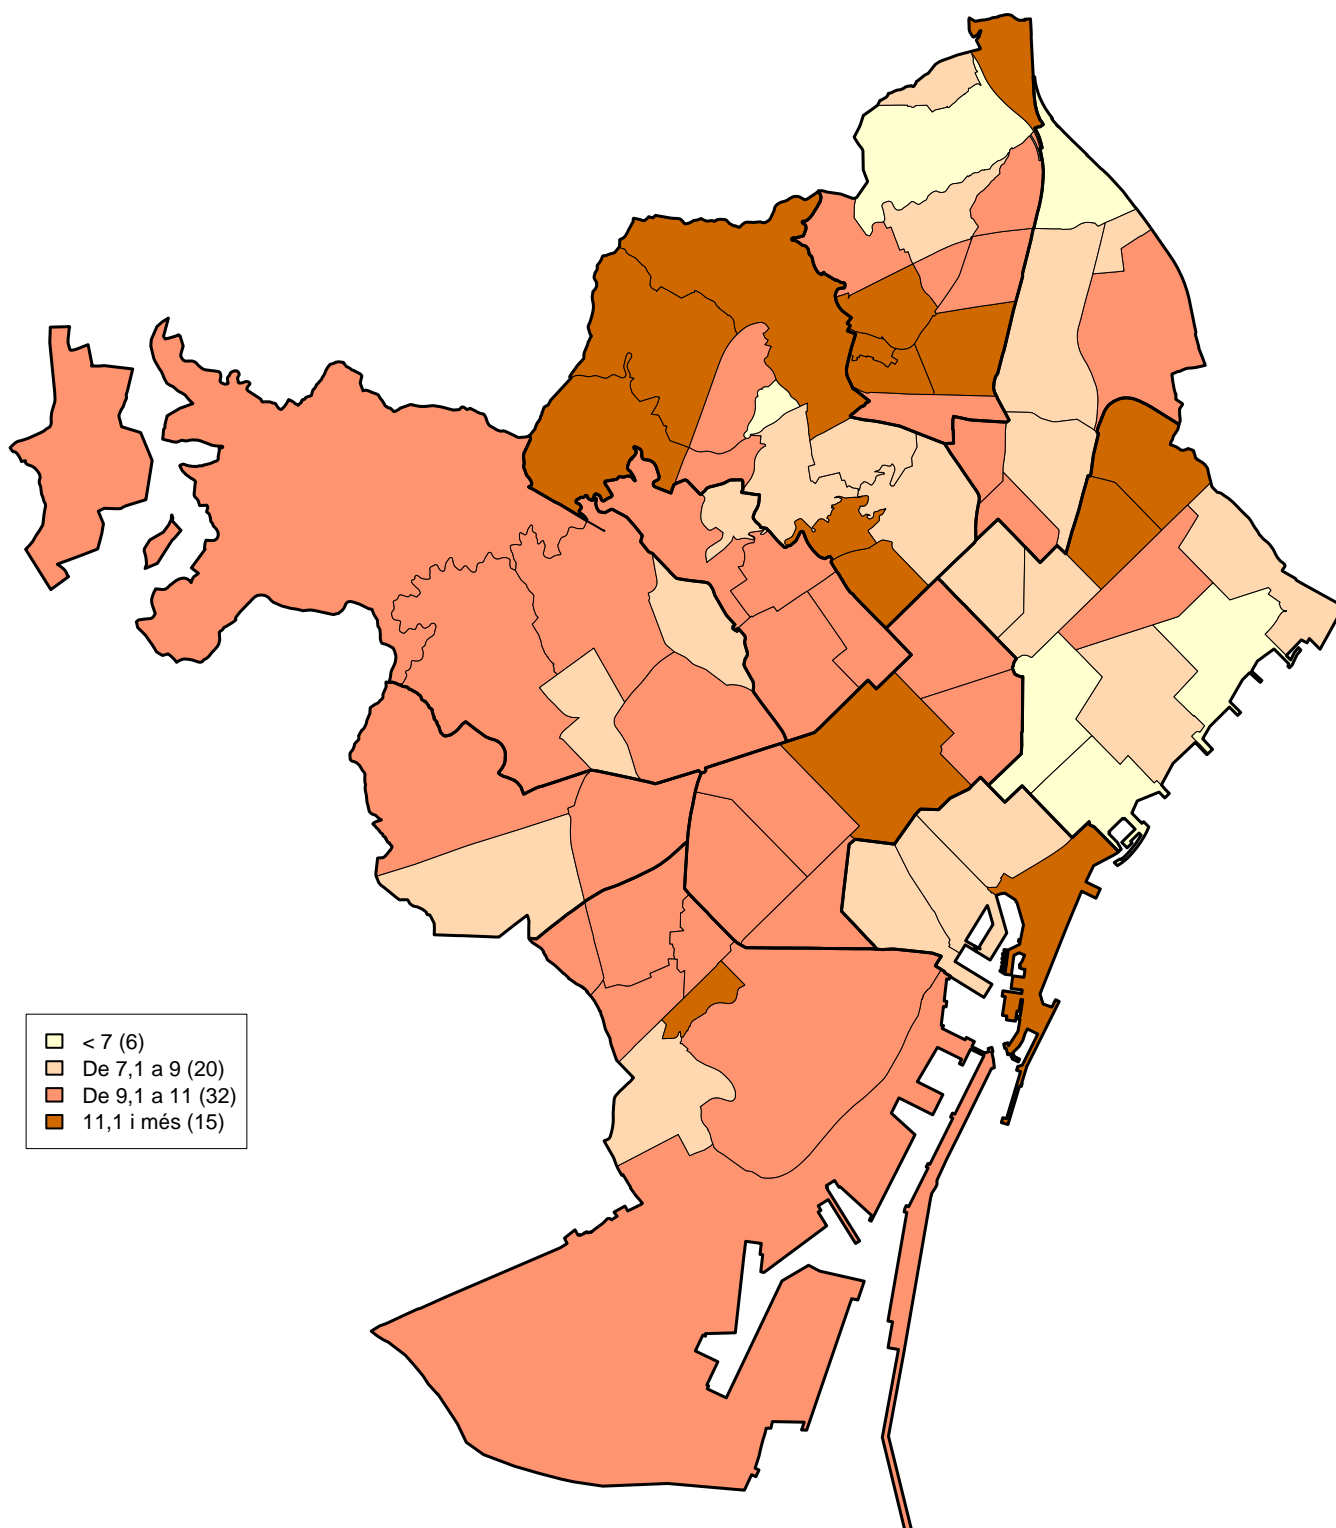 < 7 (6)
De 7,1 a 9 (20)
De 9,1 a 11 (32)
11,1 i més (15)